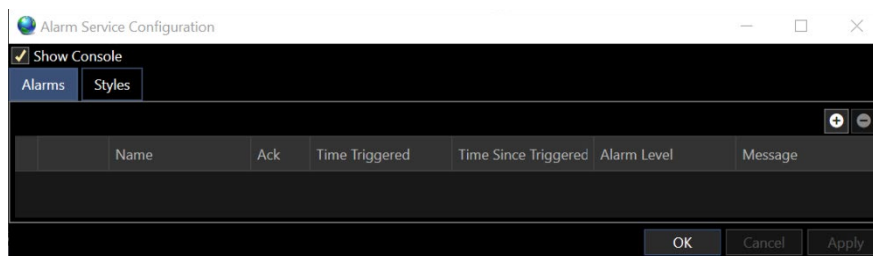 Alarm Service Configuration
Show Console
Alarms Styles
Name Ack Time Triggered Time Since Triggered Alarm Level Message
OK Cancel Apply